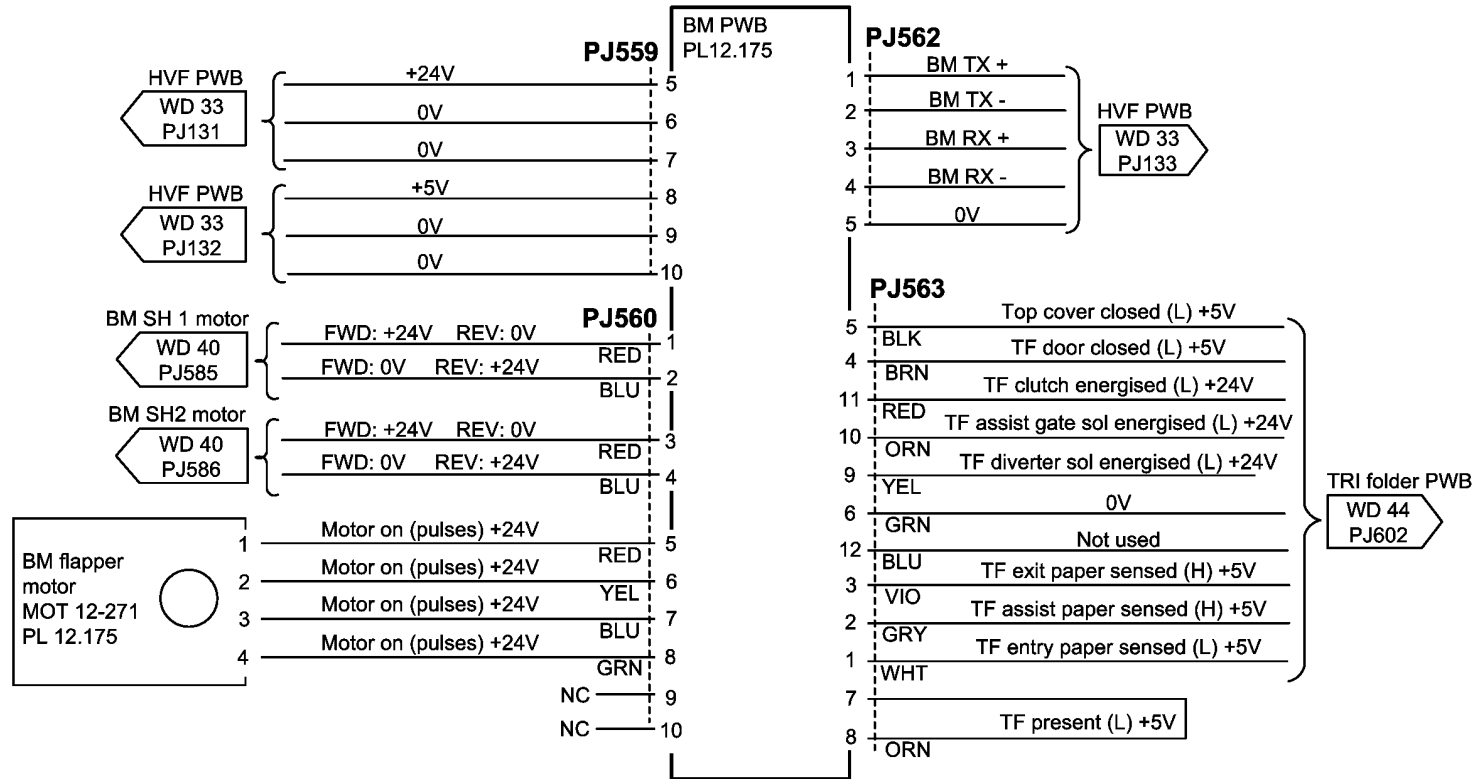 BM PWB
PL12.175
PJ559
HVF PWB
WD 33
PJ131
+24V
5
0V
6
0V
7
HVF PWB
WD 33
PJ132
+5V
8
0V
9
0V
10
PJ560
BM SH 1 motor
WD 40
PJ585
FWD: +24V REV: 0V
1
RED
FWD: 0V REV: +24V
2
BLU
BM SH2 motor
WD 40
PJ586
FWD: +24V REV: 0V
3
RED
FWD: 0V REV: +24V
4
BLU
BM flapper
motor
MOT 12-271
PL 12.175
1
Motor on (pulses) +24V
5
RED
2
Motor on (pulses) +24V
6
YEL
3
Motor on (pulses) +24V
7
BLU
4
Motor on (pulses) +24V
8
GRN
NC
9
NC
10
PJ562
1
BM TX +
2
BM TX -
3
BM RX +
4
BM RX -
5
0V
HVF PWB
WD 33
PJ133
PJ563
5
Top cover closed (L) +5V
BLK
4
TF door closed (L) +5V
BRN
11
TF clutch energised (L) +24V
RED
10
TF assist gate sol energised (L) +24V
ORN
9
TF diverter sol energised (L) +24V
YEL
6
0V
GRN
12
Not used
BLU
3
TF exit paper sensed (H) +5V
VIO
2
TF assist paper sensed (H) +5V
GRY
1
TF entry paper sensed (L) +5V
WHT
7
TF present (L) +5V
8
ORN
TRI folder PWB
WD 44
PJ602